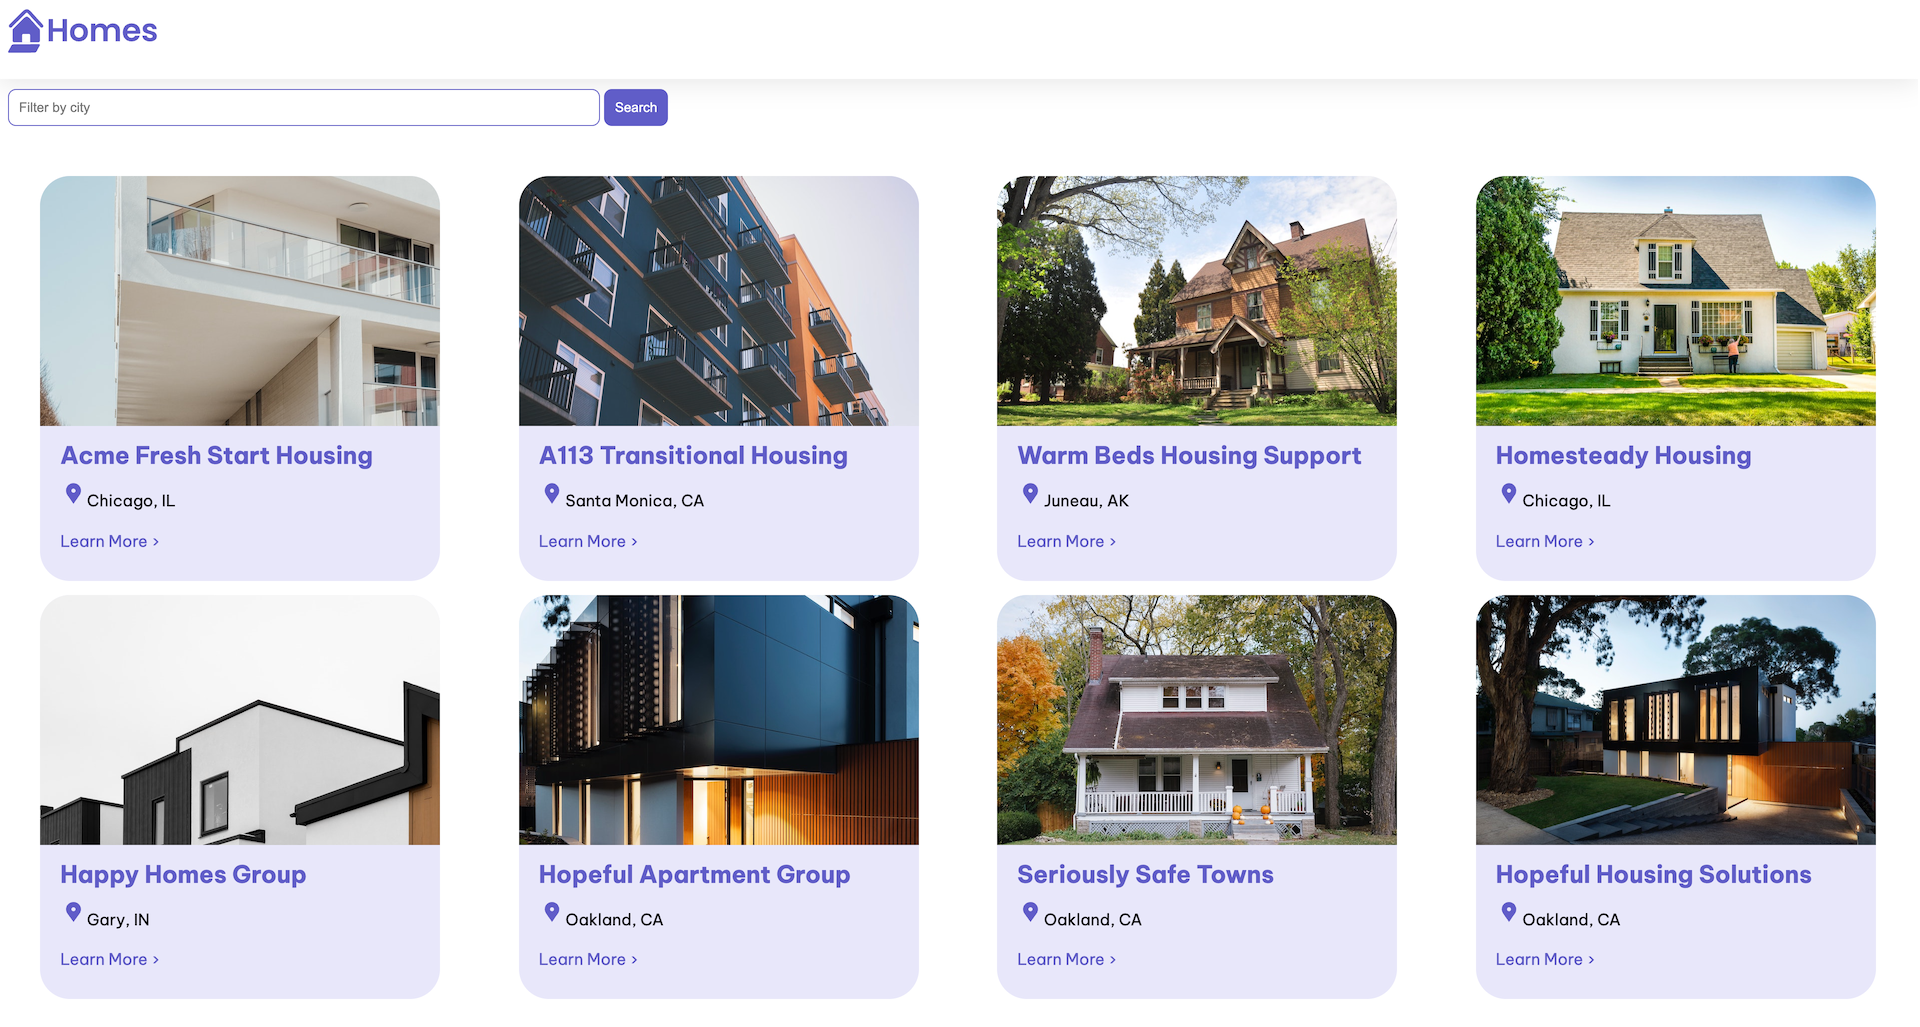 Homes
Filter by city Search
Acme Fresh Start Housing
Chicago, IL
Learn More >
A113 Transitional Housing
Santa Monica, CA
Learn More >
Warm Beds Housing Support
Juneau, AK
Learn More >
Homesteady Housing
Chicago, IL
Learn More >
Happy Homes Group
Gary, IN
Learn More >
Hopeful Apartment Group
Oakland, CA
Learn More >
Seriously Safe Towns
Oakland, CA
Learn More >
Hopeful Housing Solutions
Oakland, CA
Learn More >